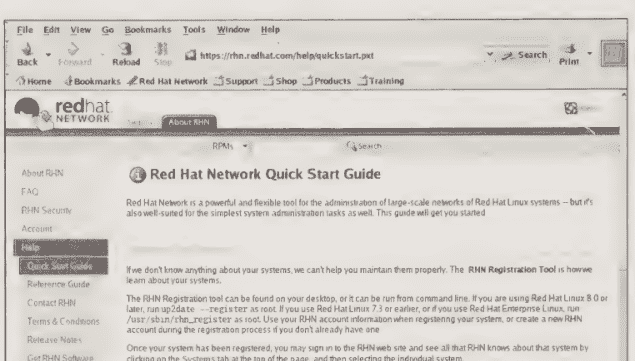 File Edit View Go Bookmarks Tools Window Help
Back Forward Reload Stop https://rhn.redhat.com/help/quickstart.pxt Search Print
Home Bookmarks Red Hat Network Support Shop Products Training
redhat.
NETWORK About RHN
RPMs Search
About RHN
FAQ
RHN Security
Account
Help
Quick Start Guide
Reference Guide
Contact RHN
Terms & Conditions
Release Notes
Get RHN Software
Red Hat Network Quick Start Guide
Red Hat Network is a powerful and flexible tool for the administration of large-scale networks of Red Hat Linux systems -- but it's
also well-suited for the simplest system administration tasks as well. This guide will get you started
If we don't know anything about your systems, we can't help you maintain them properly. The RHN Registration Tool is how we
learn about your systems.
The RHN Registration tool can be found on your desktop, or it can be run from command line. If you are using Red Hat Linux 8.0 or
later, run up2date --register as root. If you use Red Hat Linux 7.3 or earlier, or if you use Red Hat Enterprise Linux, run
/usr/sbin/rhn_register as root. Use your RHN account information when registering your system, or create a new RHN
account during the registration process if you don't already have one
Once your system has been registered, you may sign in to the RHN web site and see all that RHN knows about that system by
clicking on the Systems tab at the top of the page, and then selecting the individual system.